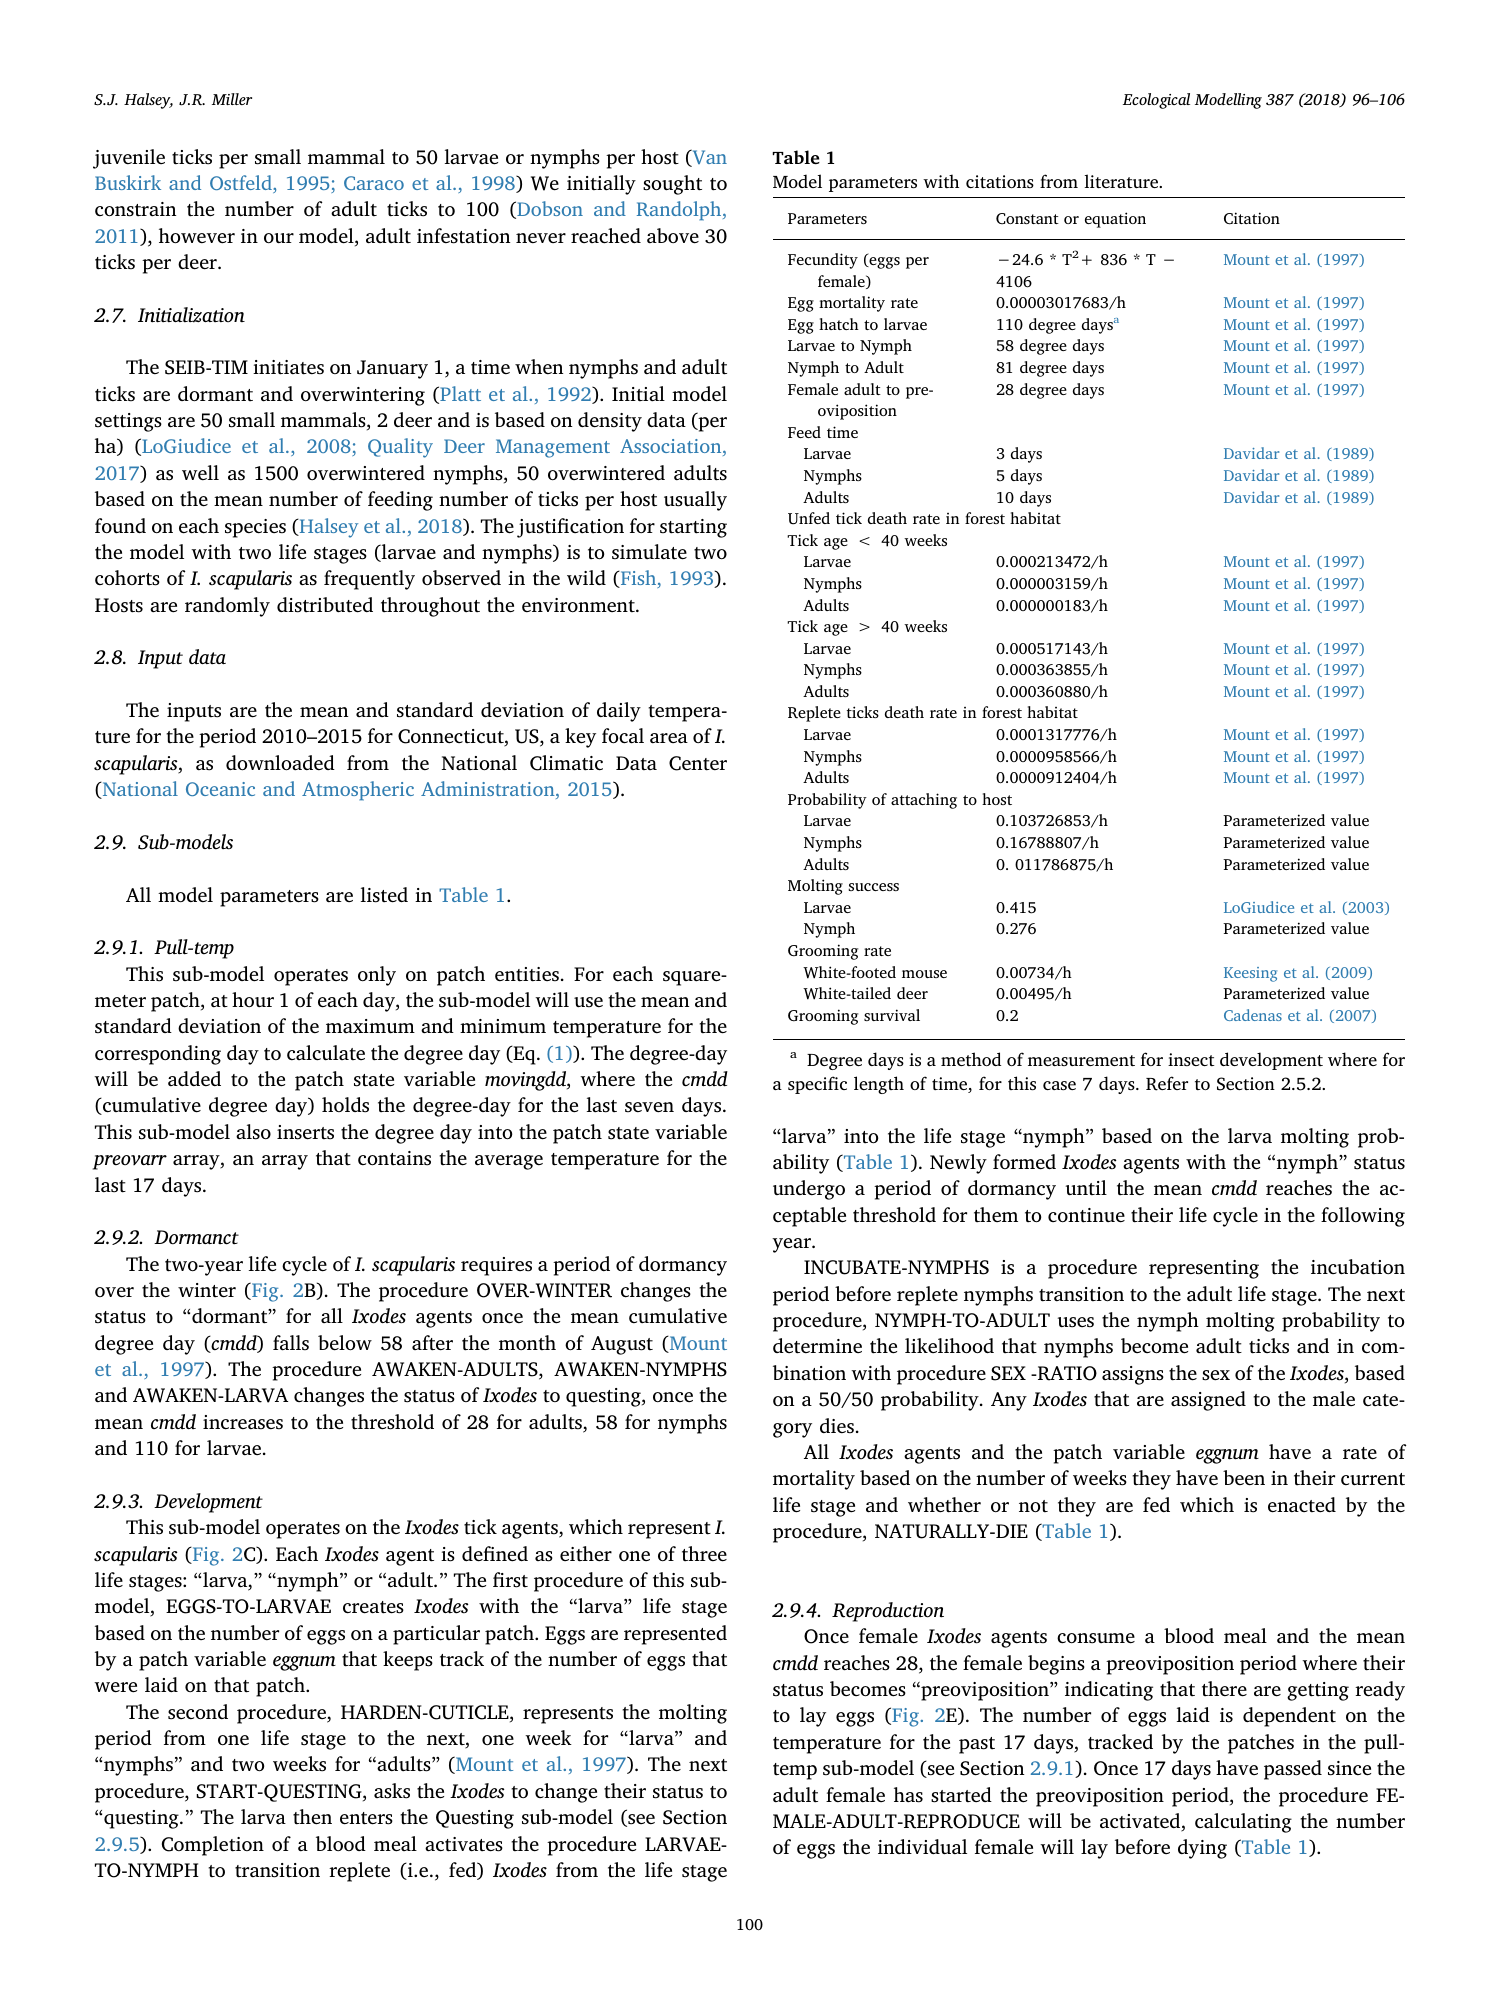 S.J. Halsey, J.R. Miller
Ecological Modelling 387 (2018) 96–106
juvenile ticks per small mammal to 50 larvae or nymphs per host (Van
Buskirk and Ostfeld, 1995; Caraco et al., 1998) We initially sought to
constrain the number of adult ticks to 100 (Dobson and Randolph,
2011), however in our model, adult infestation never reached above 30
ticks per deer.
2.7. Initialization
The SEIB-TIM initiates on January 1, a time when nymphs and adult
ticks are dormant and overwintering (Platt et al., 1992). Initial model
settings are 50 small mammals, 2 deer and is based on density data (per
ha) (LoGiudice et al., 2008; Quality Deer Management Association,
2017) as well as 1500 overwintered nymphs, 50 overwintered adults
based on the mean number of feeding number of ticks per host usually
found on each species (Halsey et al., 2018). The justification for starting
the model with two life stages (larvae and nymphs) is to simulate two
cohorts of I. scapularis as frequently observed in the wild (Fish, 1993).
Hosts are randomly distributed throughout the environment.
2.8. Input data
The inputs are the mean and standard deviation of daily tempera-
ture for the period 2010–2015 for Connecticut, US, a key focal area of I.
scapularis, as downloaded from the National Climatic Data Center
(National Oceanic and Atmospheric Administration, 2015).
2.9. Sub-models
All model parameters are listed in Table 1.
2.9.1. Pull-temp
This sub-model operates only on patch entities. For each square-
meter patch, at hour 1 of each day, the sub-model will use the mean and
standard deviation of the maximum and minimum temperature for the
corresponding day to calculate the degree day (Eq. (1)). The degree-day
will be added to the patch state variable movingdd, where the cmdd
(cumulative degree day) holds the degree-day for the last seven days.
This sub-model also inserts the degree day into the patch state variable
preovarr array, an array that contains the average temperature for the
last 17 days.
2.9.2. Dormanct
The two-year life cycle of I. scapularis requires a period of dormancy
over the winter (Fig. 2B). The procedure OVER-WINTER changes the
status to “dormant” for all Ixodes agents once the mean cumulative
degree day (cmdd) falls below 58 after the month of August (Mount
et al., 1997). The procedure AWAKEN-ADULTS, AWAKEN-NYMPHS
and AWAKEN-LARVA changes the status of Ixodes to questing, once the
mean cmdd increases to the threshold of 28 for adults, 58 for nymphs
and 110 for larvae.
2.9.3. Development
This sub-model operates on the Ixodes tick agents, which represent I.
scapularis (Fig. 2C). Each Ixodes agent is defined as either one of three
life stages: “larva,” “nymph” or “adult.” The first procedure of this sub-
model, EGGS-TO-LARVAE creates Ixodes with the “larva” life stage
based on the number of eggs on a particular patch. Eggs are represented
by a patch variable eggnum that keeps track of the number of eggs that
were laid on that patch.
The second procedure, HARDEN-CUTICLE, represents the molting
period from one life stage to the next, one week for “larva” and
“nymphs” and two weeks for “adults” (Mount et al., 1997). The next
procedure, START-QUESTING, asks the Ixodes to change their status to
“questing.” The larva then enters the Questing sub-model (see Section
2.9.5). Completion of a blood meal activates the procedure LARVAE-
TO-NYMPH to transition replete (i.e., fed) Ixodes from the life stage
Table 1
Model parameters with citations from literature.
Parameters Constant or equation Citation
Fecundity (eggs per −24.6 * T²+ 836 * T − Mount et al. (1997)
female) 4106
Egg mortality rate 0.00003017683/h Mount et al. (1997)
Egg hatch to larvae 110 degree daysᵃ Mount et al. (1997)
Larvae to Nymph 58 degree days Mount et al. (1997)
Nymph to Adult 81 degree days Mount et al. (1997)
Female adult to pre- 28 degree days Mount et al. (1997)
oviposition
Feed time
Larvae 3 days Davidar et al. (1989)
Nymphs 5 days Davidar et al. (1989)
Adults 10 days Davidar et al. (1989)
Unfed tick death rate in forest habitat
Tick age < 40 weeks
Larvae 0.000213472/h Mount et al. (1997)
Nymphs 0.000003159/h Mount et al. (1997)
Adults 0.000000183/h Mount et al. (1997)
Tick age > 40 weeks
Larvae 0.000517143/h Mount et al. (1997)
Nymphs 0.000363855/h Mount et al. (1997)
Adults 0.000360880/h Mount et al. (1997)
Replete ticks death rate in forest habitat
Larvae 0.0001317776/h Mount et al. (1997)
Nymphs 0.0000958566/h Mount et al. (1997)
Adults 0.0000912404/h Mount et al. (1997)
Probability of attaching to host
Larvae 0.103726853/h Parameterized value
Nymphs 0.16788807/h Parameterized value
Adults 0. 011786875/h Parameterized value
Molting success
Larvae 0.415 LoGiudice et al. (2003)
Nymph 0.276 Parameterized value
Grooming rate
White-footed mouse 0.00734/h Keesing et al. (2009)
White-tailed deer 0.00495/h Parameterized value
Grooming survival 0.2 Cadenas et al. (2007)
ᵃ Degree days is a method of measurement for insect development where for
a specific length of time, for this case 7 days. Refer to Section 2.5.2.
“larva” into the life stage “nymph” based on the larva molting prob-
ability (Table 1). Newly formed Ixodes agents with the “nymph” status
undergo a period of dormancy until the mean cmdd reaches the ac-
ceptable threshold for them to continue their life cycle in the following
year.
INCUBATE-NYMPHS is a procedure representing the incubation
period before replete nymphs transition to the adult life stage. The next
procedure, NYMPH-TO-ADULT uses the nymph molting probability to
determine the likelihood that nymphs become adult ticks and in com-
bination with procedure SEX -RATIO assigns the sex of the Ixodes, based
on a 50/50 probability. Any Ixodes that are assigned to the male cate-
gory dies.
All Ixodes agents and the patch variable eggnum have a rate of
mortality based on the number of weeks they have been in their current
life stage and whether or not they are fed which is enacted by the
procedure, NATURALLY-DIE (Table 1).
2.9.4. Reproduction
Once female Ixodes agents consume a blood meal and the mean
cmdd reaches 28, the female begins a preoviposition period where their
status becomes “preoviposition” indicating that there are getting ready
to lay eggs (Fig. 2E). The number of eggs laid is dependent on the
temperature for the past 17 days, tracked by the patches in the pull-
temp sub-model (see Section 2.9.1). Once 17 days have passed since the
adult female has started the preoviposition period, the procedure FE-
MALE-ADULT-REPRODUCE will be activated, calculating the number
of eggs the individual female will lay before dying (Table 1).
100